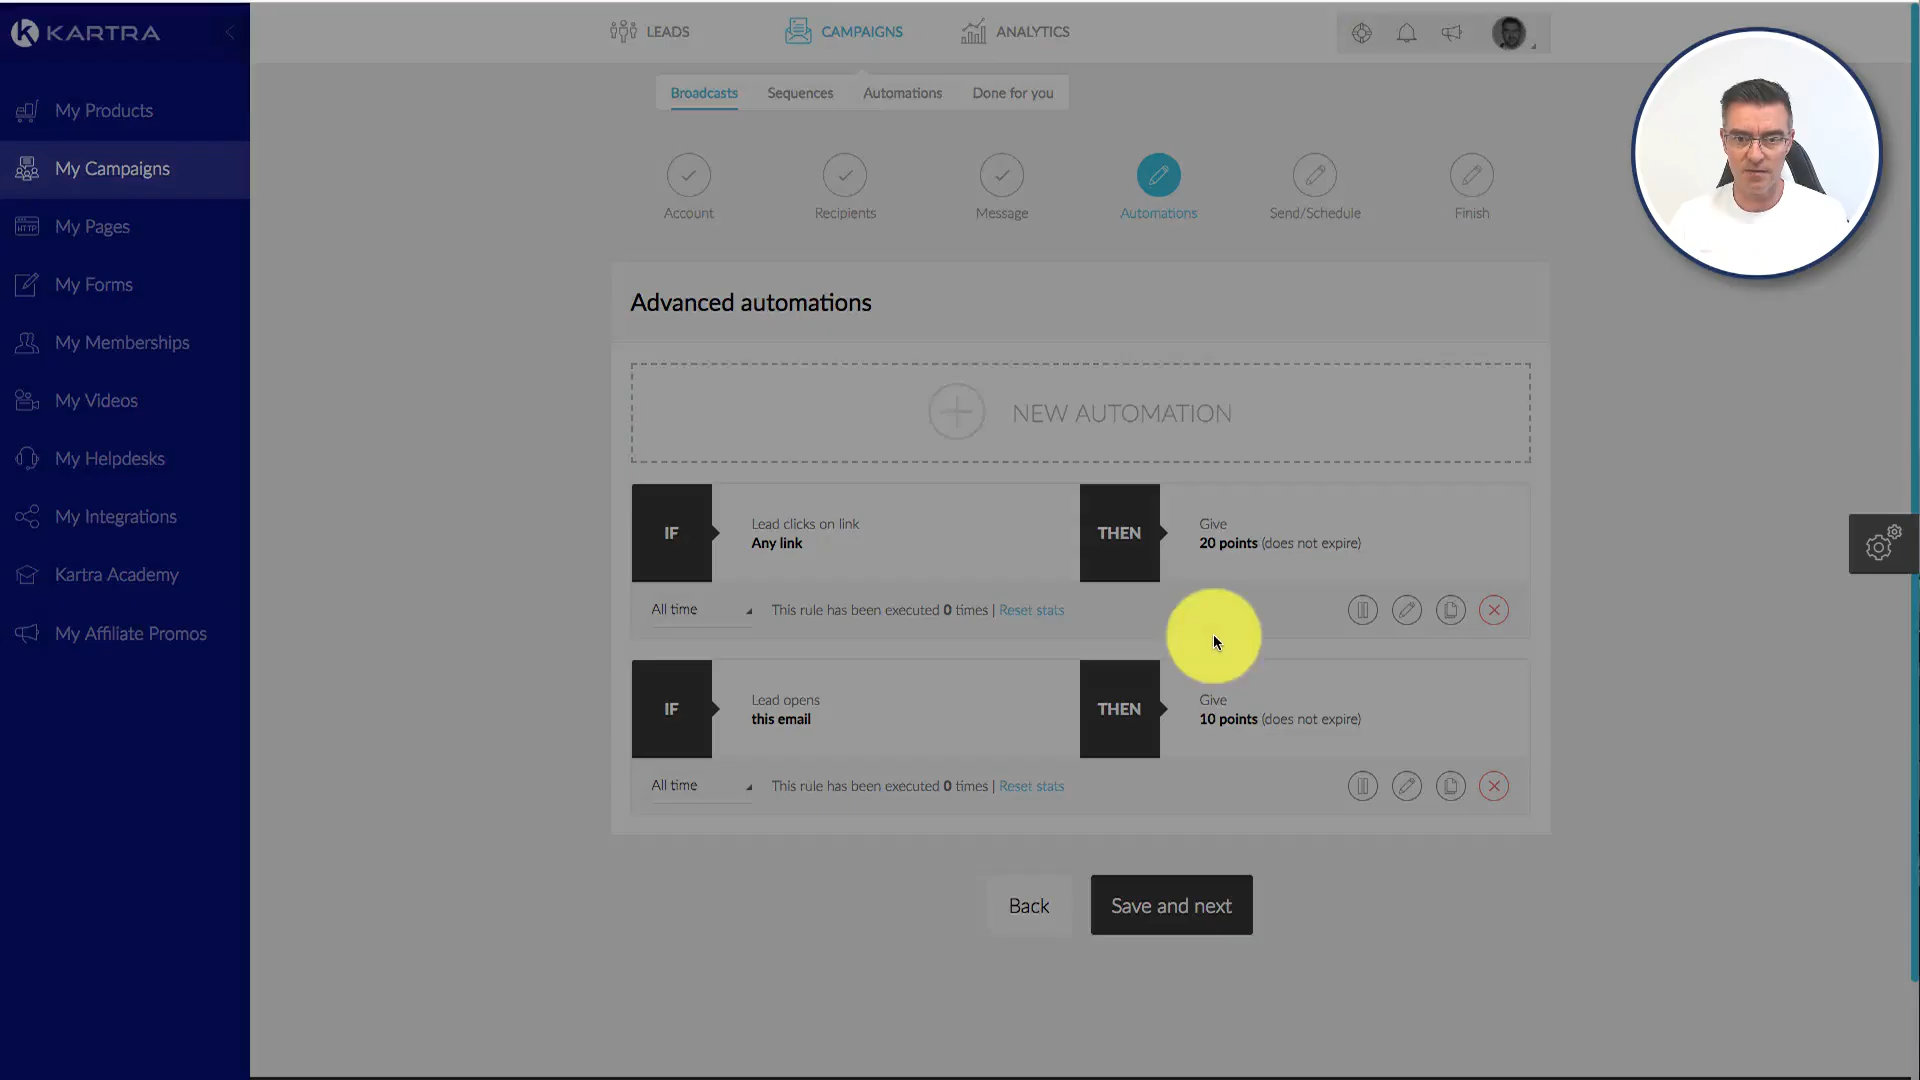 KARTRA
LEADS
CAMPAIGNS
ANALYTICS
Broadcasts
Sequences
Automations
Done for you
My Products
My Campaigns
My Pages
HTTP
My Forms
My Memberships
My Videos
My Helpdesks
My Integrations
Kartra Academy
My Affiliate Promos
Account
Recipients
Message
Automations
Send/Schedule
Finish
Advanced automations
NEW AUTOMATION
IF
Lead clicks on link
Any link
THEN
Give
20 points (does not expire)
All time
This rule has been executed 0 times | Reset stats
IF
Lead opens
this email
THEN
Give
10 points (does not expire)
All time
This rule has been executed 0 times | Reset stats
Back
Save and next